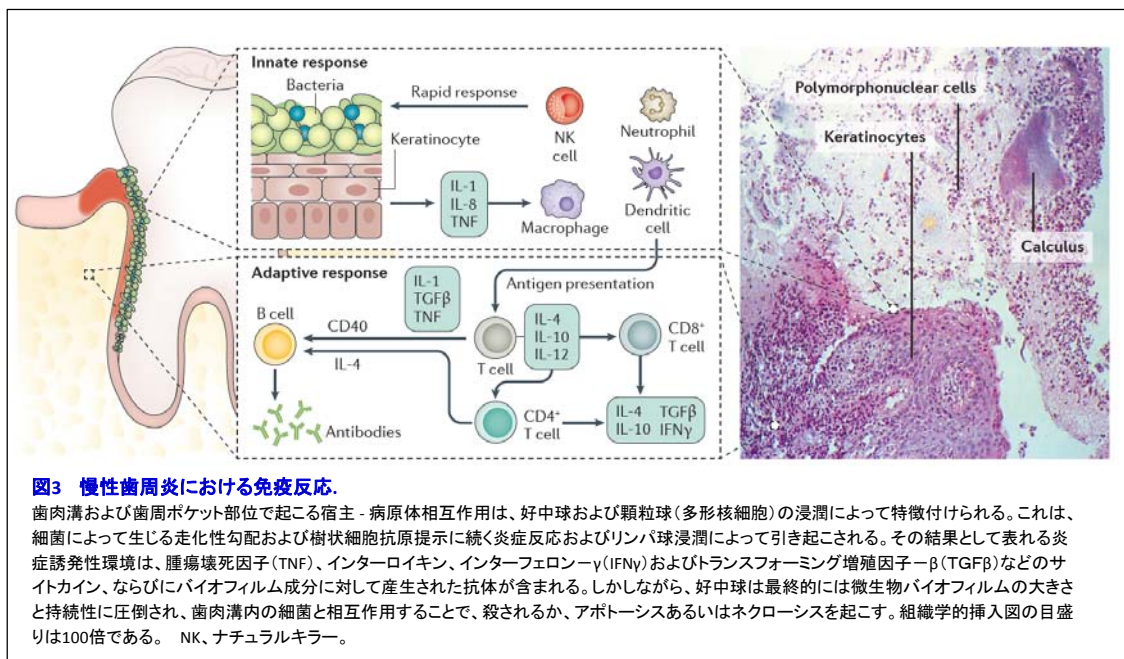 Innate response
Bacteria
Rapid response
Keratinocyte
NK
cell
Neutrophil
IL-1
IL-8
TNF
Macrophage
Dendritic
cell
Adaptive response
IL-1
TGFβ
TNF
Antigen presentation
B cell
CD40
IL-4
T cell
IL-4
IL-10
IL-12
CD8⁺
T cell
CD4⁺
T cell
IL-4 TGFβ
IL-10 IFNγ
Antibodies
Polymorphonuclear cells
Keratinocytes
Calculus
図3 慢性歯周炎における免疫反応.
歯肉溝および歯周ポケット部位で起こる宿主 - 病原体相互作用は、好中球および顆粒球（多形核細胞）の浸潤によって特徴付けられる。これは、
細菌によって生じる走化性勾配および樹状細胞抗原提示に続く炎症反応およびリンパ球浸潤によって引き起こされる。その結果として表れる炎
症誘発性環境は、腫瘍壊死因子（TNF）、インターロイキン、インターフェロン－γ（IFNγ）およびトランスフォーミング増殖因子－β（TGFβ）などのサ
イトカイン、ならびにバイオフィルム成分に対して産生された抗体が含まれる。しかしながら、好中球は最終的には微生物バイオフィルムの大きさ
と持続性に圧倒され、歯肉溝内の細菌と相互作用することで、殺されるか、アポトーシスあるいはネクローシスを起こす。組織学的挿入図の目盛
りは100倍である。 NK、ナチュラルキラー。